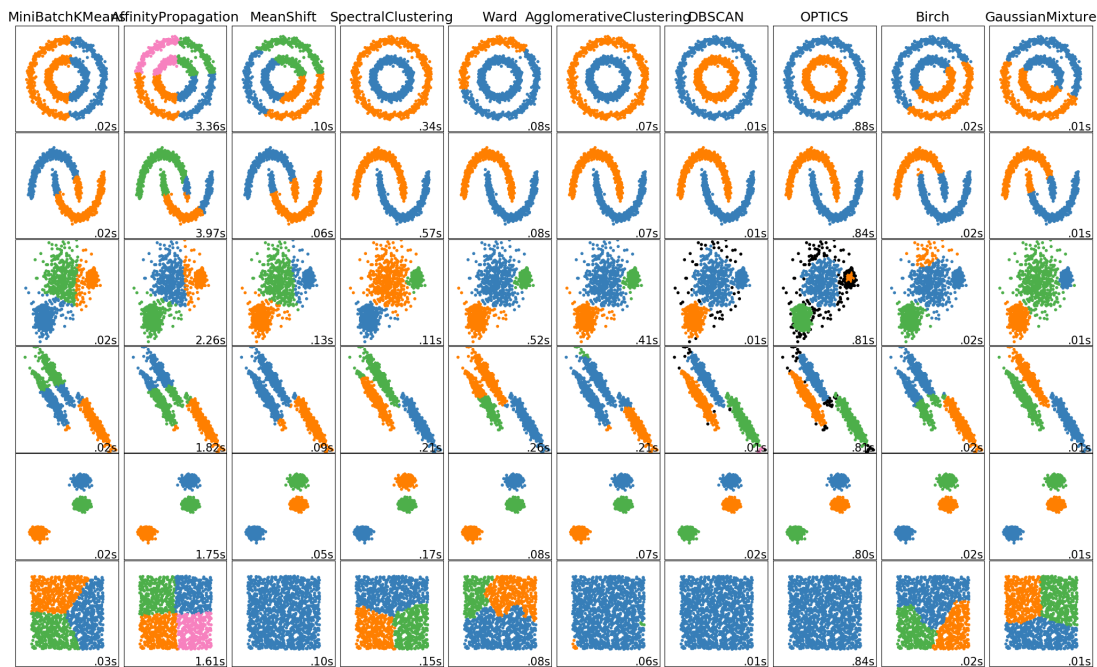 MiniBatchKMeans AffinityPropagation MeanShift SpectralClustering Ward AgglomerativeClustering DBSCAN OPTICS Birch GaussianMixture
.02s 3.36s .10s .34s .08s .07s .01s .88s .02s .01s
.02s 3.97s .06s .57s .08s .07s .01s .84s .02s .01s
.02s 2.26s .13s .11s .52s .41s .01s .81s .02s .01s
.02s 1.82s .09s .21s .26s .21s .01s .81s .02s .01s
.02s 1.75s .05s .17s .08s .07s .02s .80s .02s .01s
.03s 1.61s .10s .15s .08s .06s .01s .84s .02s .01s